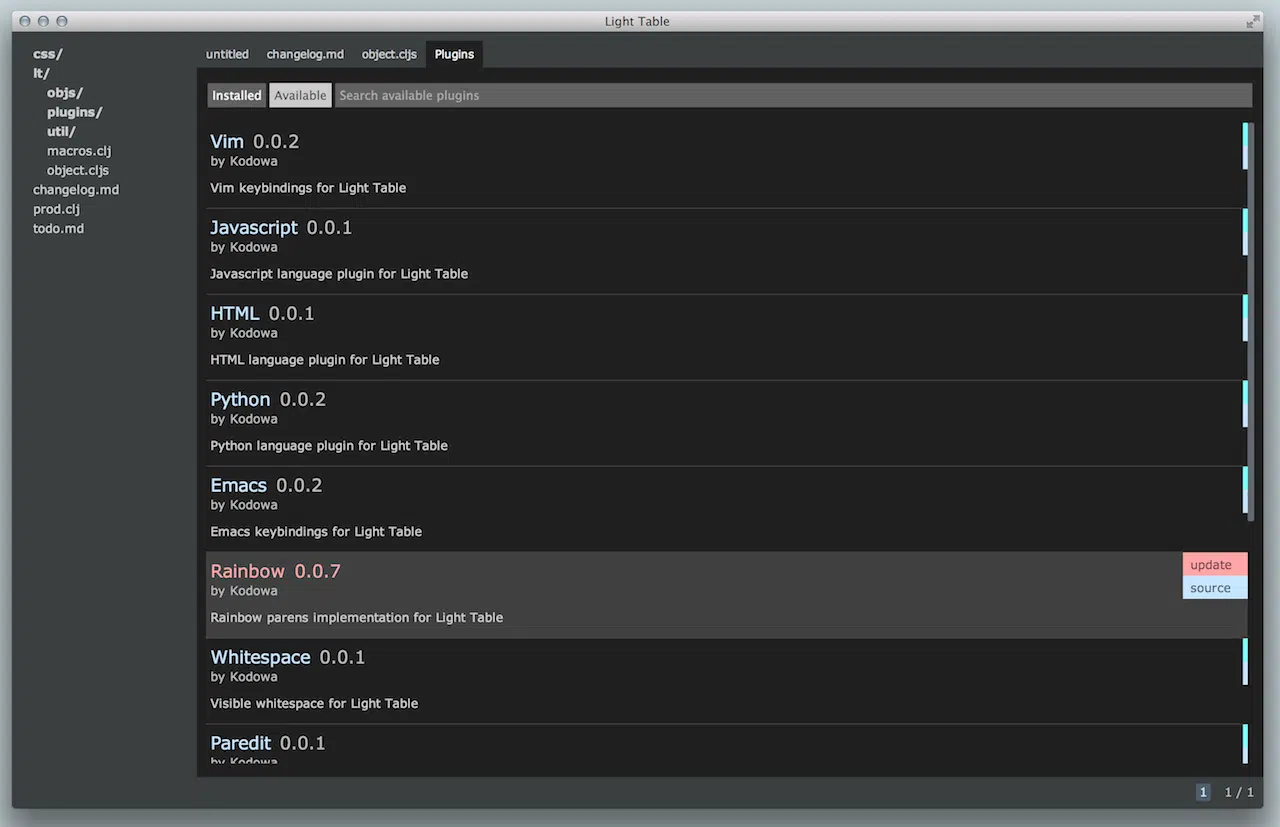 Light Table
css/
lt/
objs/
plugins/
util/
macros.clj
object.cljs
changelog.md
prod.clj
todo.md
untitled changelog.md object.cljs Plugins
Installed Available Search available plugins
Vim 0.0.2
by Kodowa
Vim keybindings for Light Table
Javascript 0.0.1
by Kodowa
Javascript language plugin for Light Table
HTML 0.0.1
by Kodowa
HTML language plugin for Light Table
Python 0.0.2
by Kodowa
Python language plugin for Light Table
Emacs 0.0.2
by Kodowa
Emacs keybindings for Light Table
Rainbow 0.0.7
by Kodowa
Rainbow parens implementation for Light Table
update
source
Whitespace 0.0.1
by Kodowa
Visible whitespace for Light Table
Paredit 0.0.1
by Kodowa
1 1 / 1